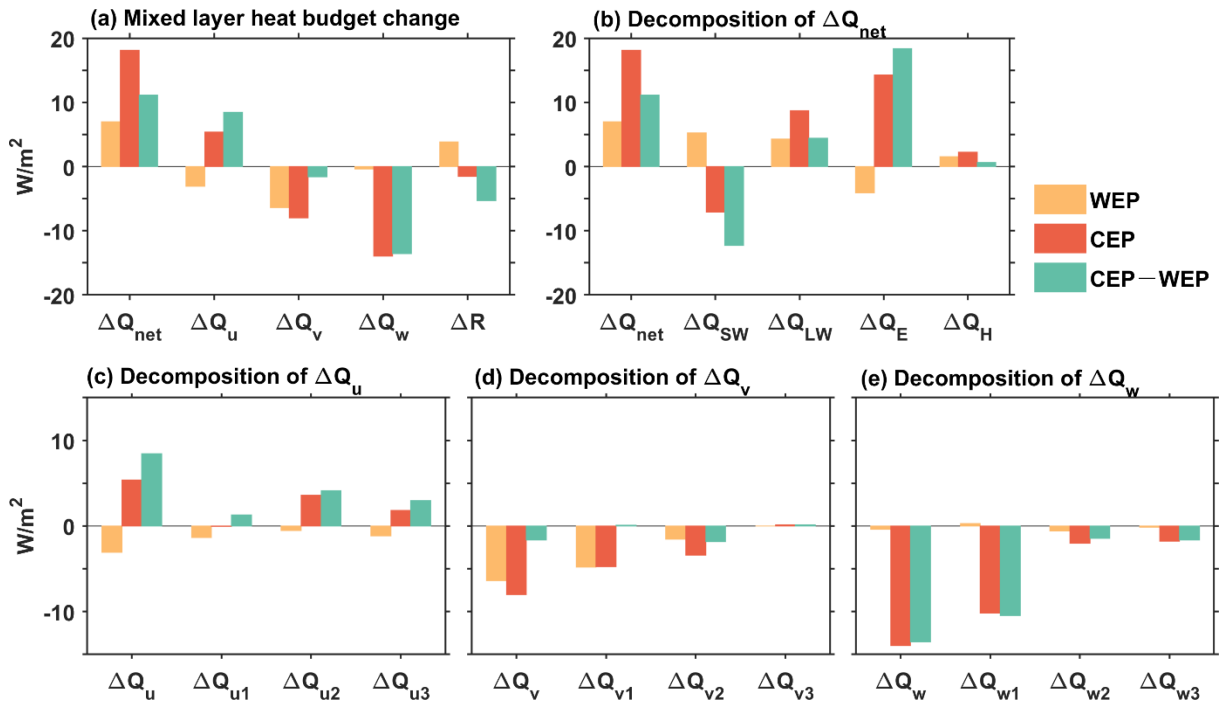 (a) Mixed layer heat budget change
20
10
0
-10
-20
W/m²
ΔQnet ΔQu ΔQv ΔQw ΔR
(b) Decomposition of ΔQnet
20
10
0
-10
-20
ΔQnet ΔQSW ΔQLW ΔQE ΔQH
WEP
CEP
CEP−WEP
(c) Decomposition of ΔQu
10
0
-10
W/m²
ΔQu ΔQu1 ΔQu2 ΔQu3
(d) Decomposition of ΔQv
ΔQv ΔQv1 ΔQv2 ΔQv3
(e) Decomposition of ΔQw
ΔQw ΔQw1 ΔQw2 ΔQw3